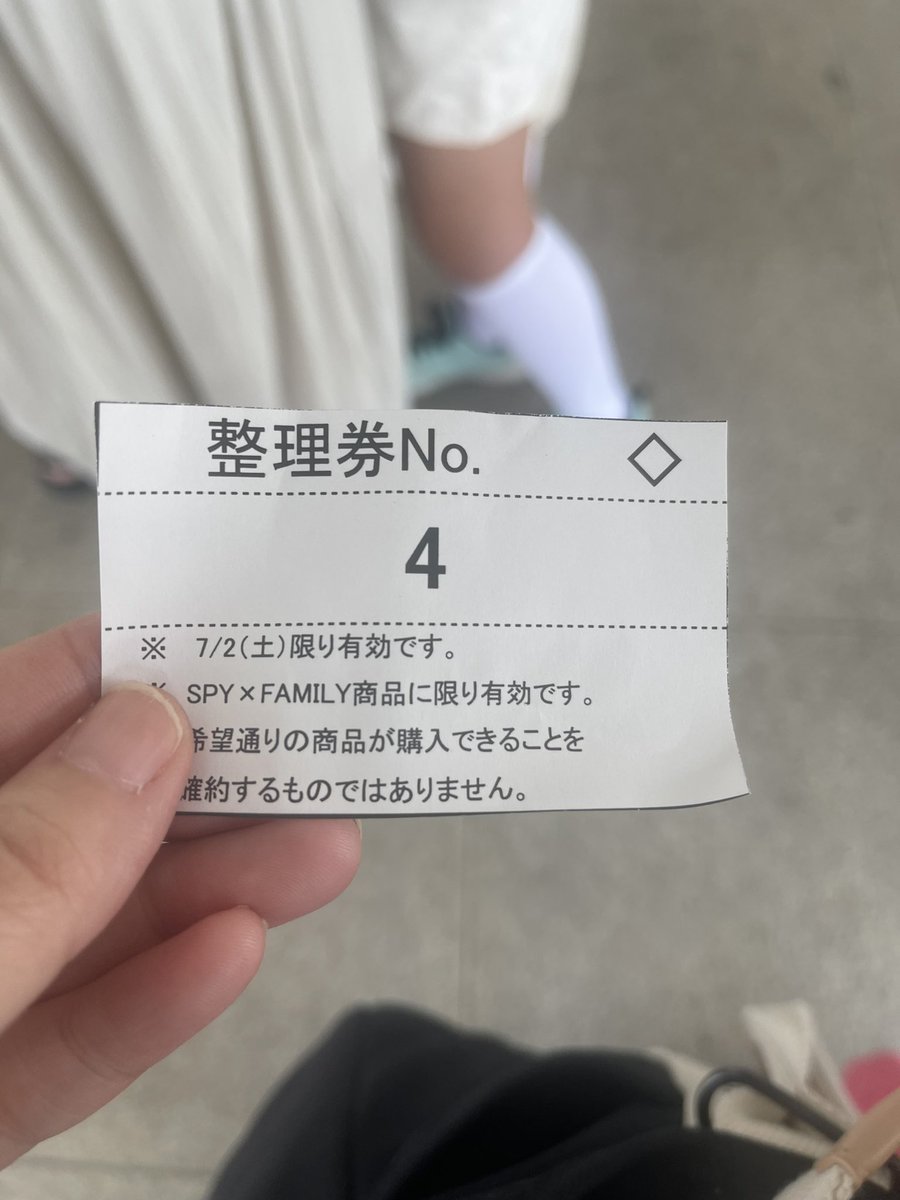 整理券No. ◇
4
※ 7/2(土)限り有効です。
※ SPY×FAMILY商品に限り有効です。
希望通りの商品が購入できることを
確約するものではありません。